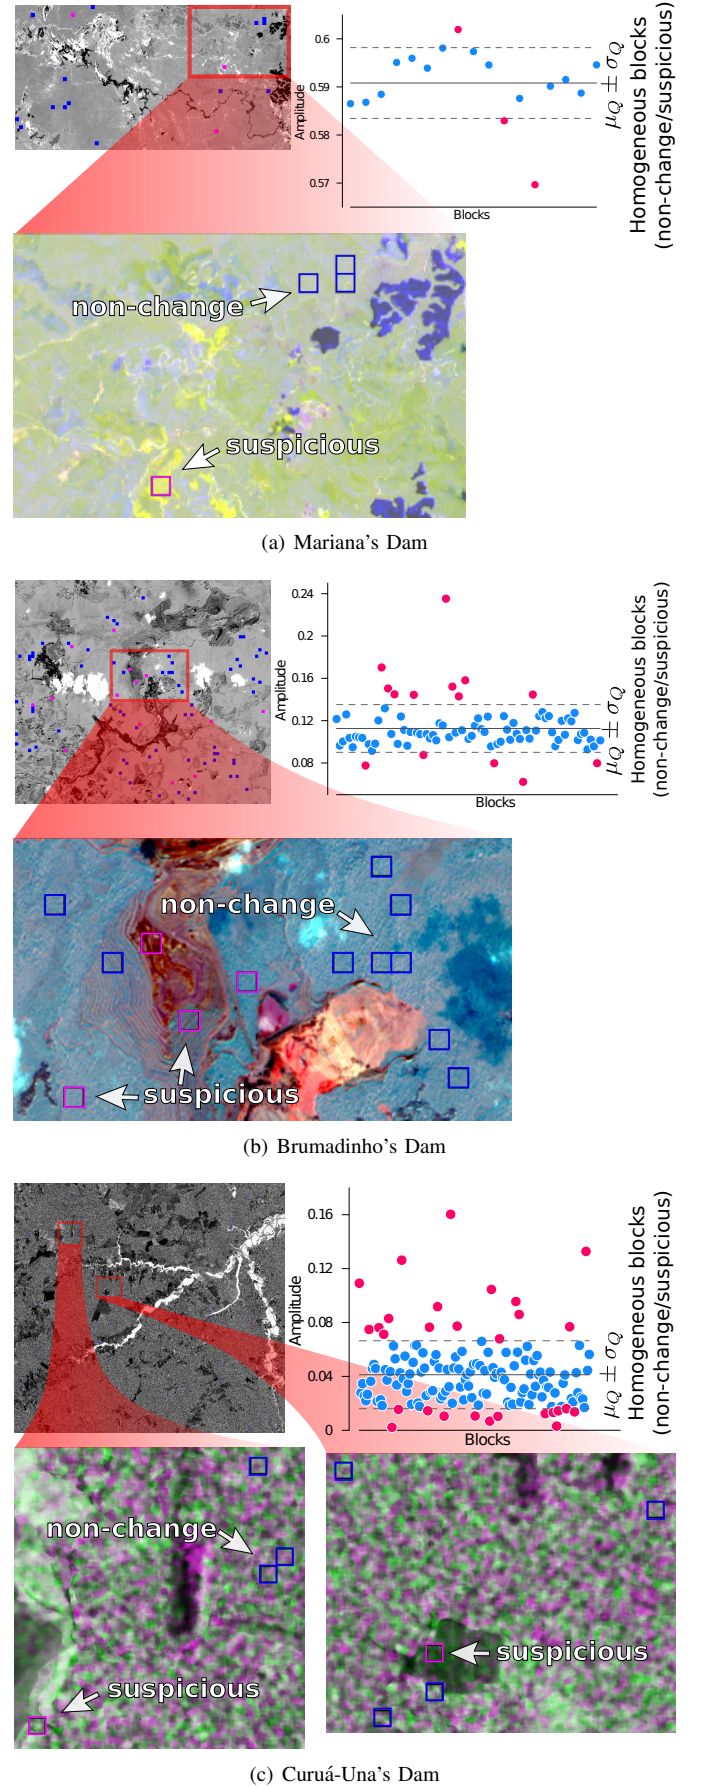 0.6
0.59
0.58
0.57
Amplitude
Blocks
μQ ∓ σQ
Homogeneous blocks
(non-change/suspicious)
non-change
suspicious
(a) Mariana's Dam
0.24
0.2
0.16
0.12
0.08
Amplitude
Blocks
μQ ∓ σQ
Homogeneous blocks
(non-change/suspicious)
non-change
suspicious
(b) Brumadinho's Dam
0.16
0.12
0.08
0.04
0
Amplitude
Blocks
μQ ∓ σQ
Homogeneous blocks
(non-change/suspicious)
non-change
suspicious
suspicious
(c) Curuá-Una's Dam